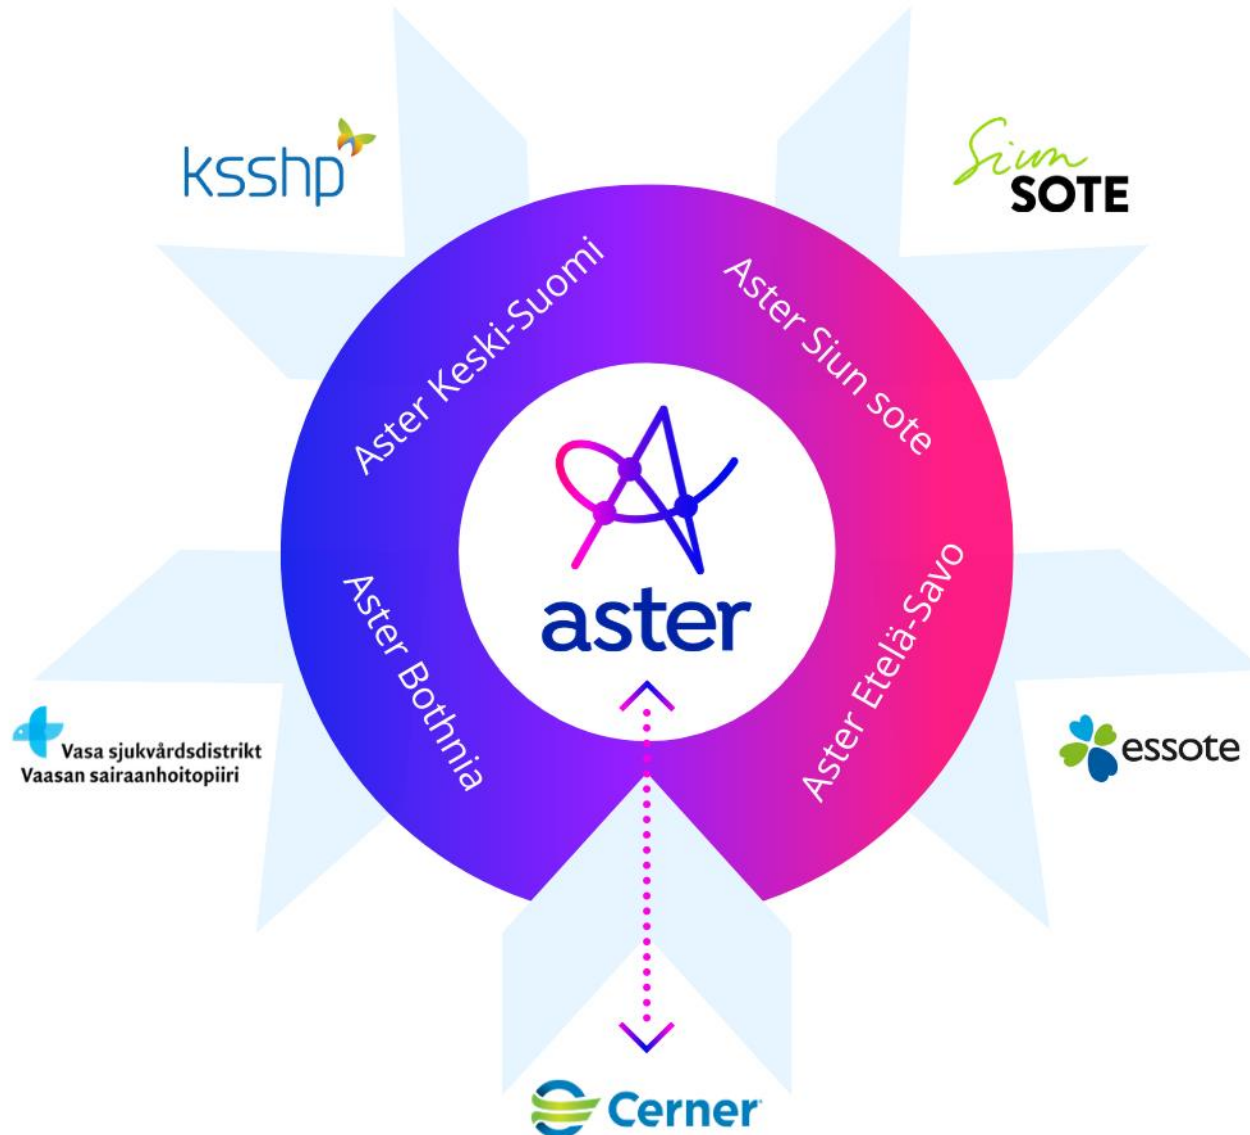 ksshp
Siun
SOTE
Aster Keski-Suomi
Aster Siun sote
aster
Aster Bothnia
Aster Etelä-Savo
Vasa sjukvårdsdistrikt
Vaasan sairaanhoitopiiri
essote
Cerner